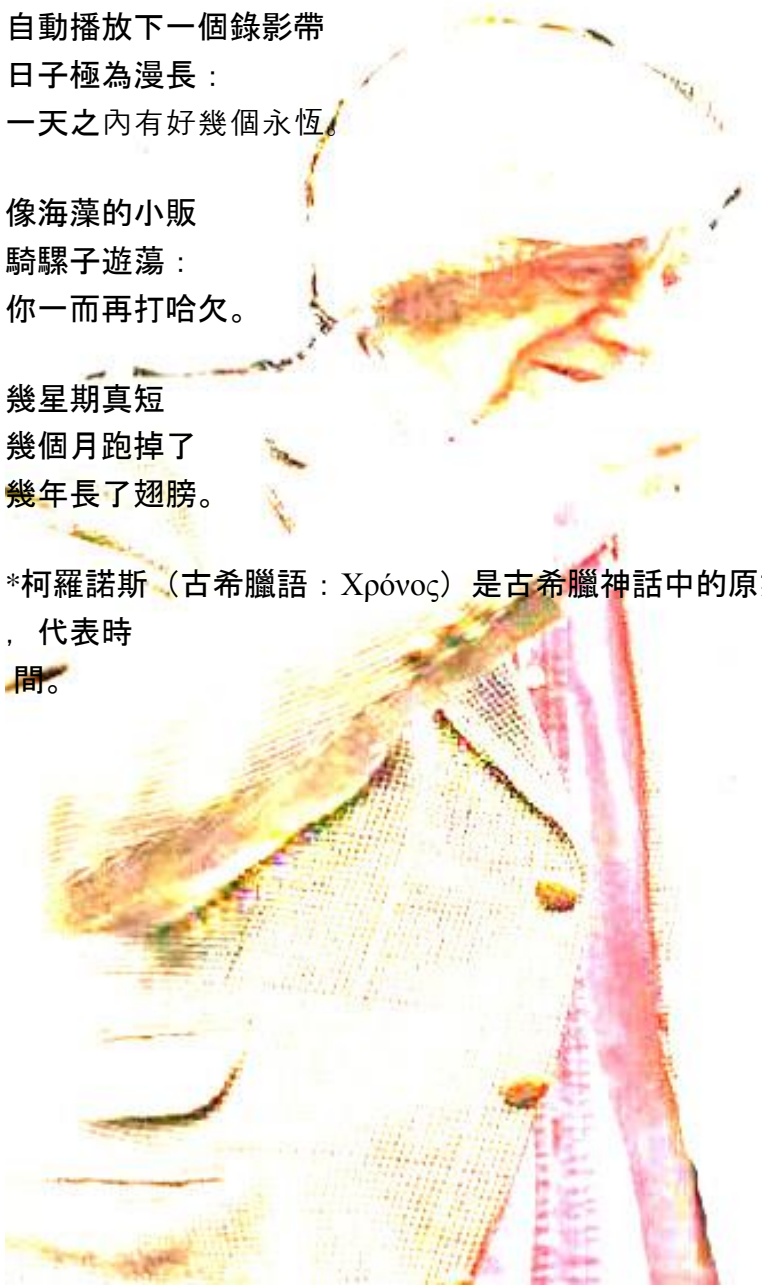 自動播放下一個錄影帶
日子極為漫長：
一天之內有好幾個永恆。
像海藻的小販
騎騾子遊蕩：
你一而再打哈欠。
幾星期真短
幾個月跑掉了
幾年長了翅膀。
*柯羅諾斯（古希臘語：Χρόνος）是古希臘神話中的原
，代表時
間。